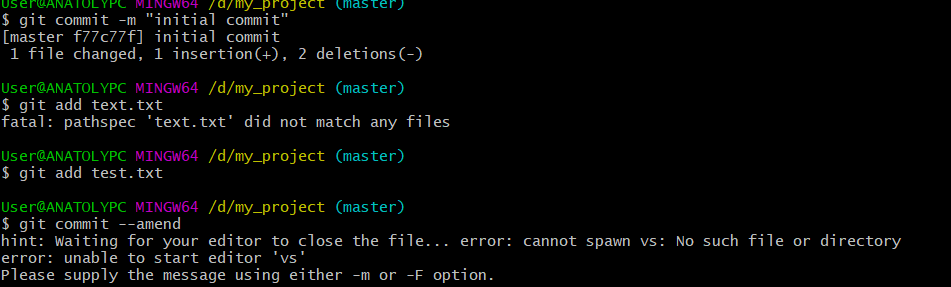 User@ANATOLYPC MINGW64 /d/my_project (master)
$ git commit -m "initial commit"
[master f77c77f] initial commit
 1 file changed, 1 insertion(+), 2 deletions(-)
User@ANATOLYPC MINGW64 /d/my_project (master)
$ git add text.txt
fatal: pathspec 'text.txt' did not match any files
User@ANATOLYPC MINGW64 /d/my_project (master)
$ git add test.txt
User@ANATOLYPC MINGW64 /d/my_project (master)
$ git commit --amend
hint: Waiting for your editor to close the file... error: cannot spawn vs: No such file or directory
error: unable to start editor 'vs'
Please supply the message using either -m or -F option.